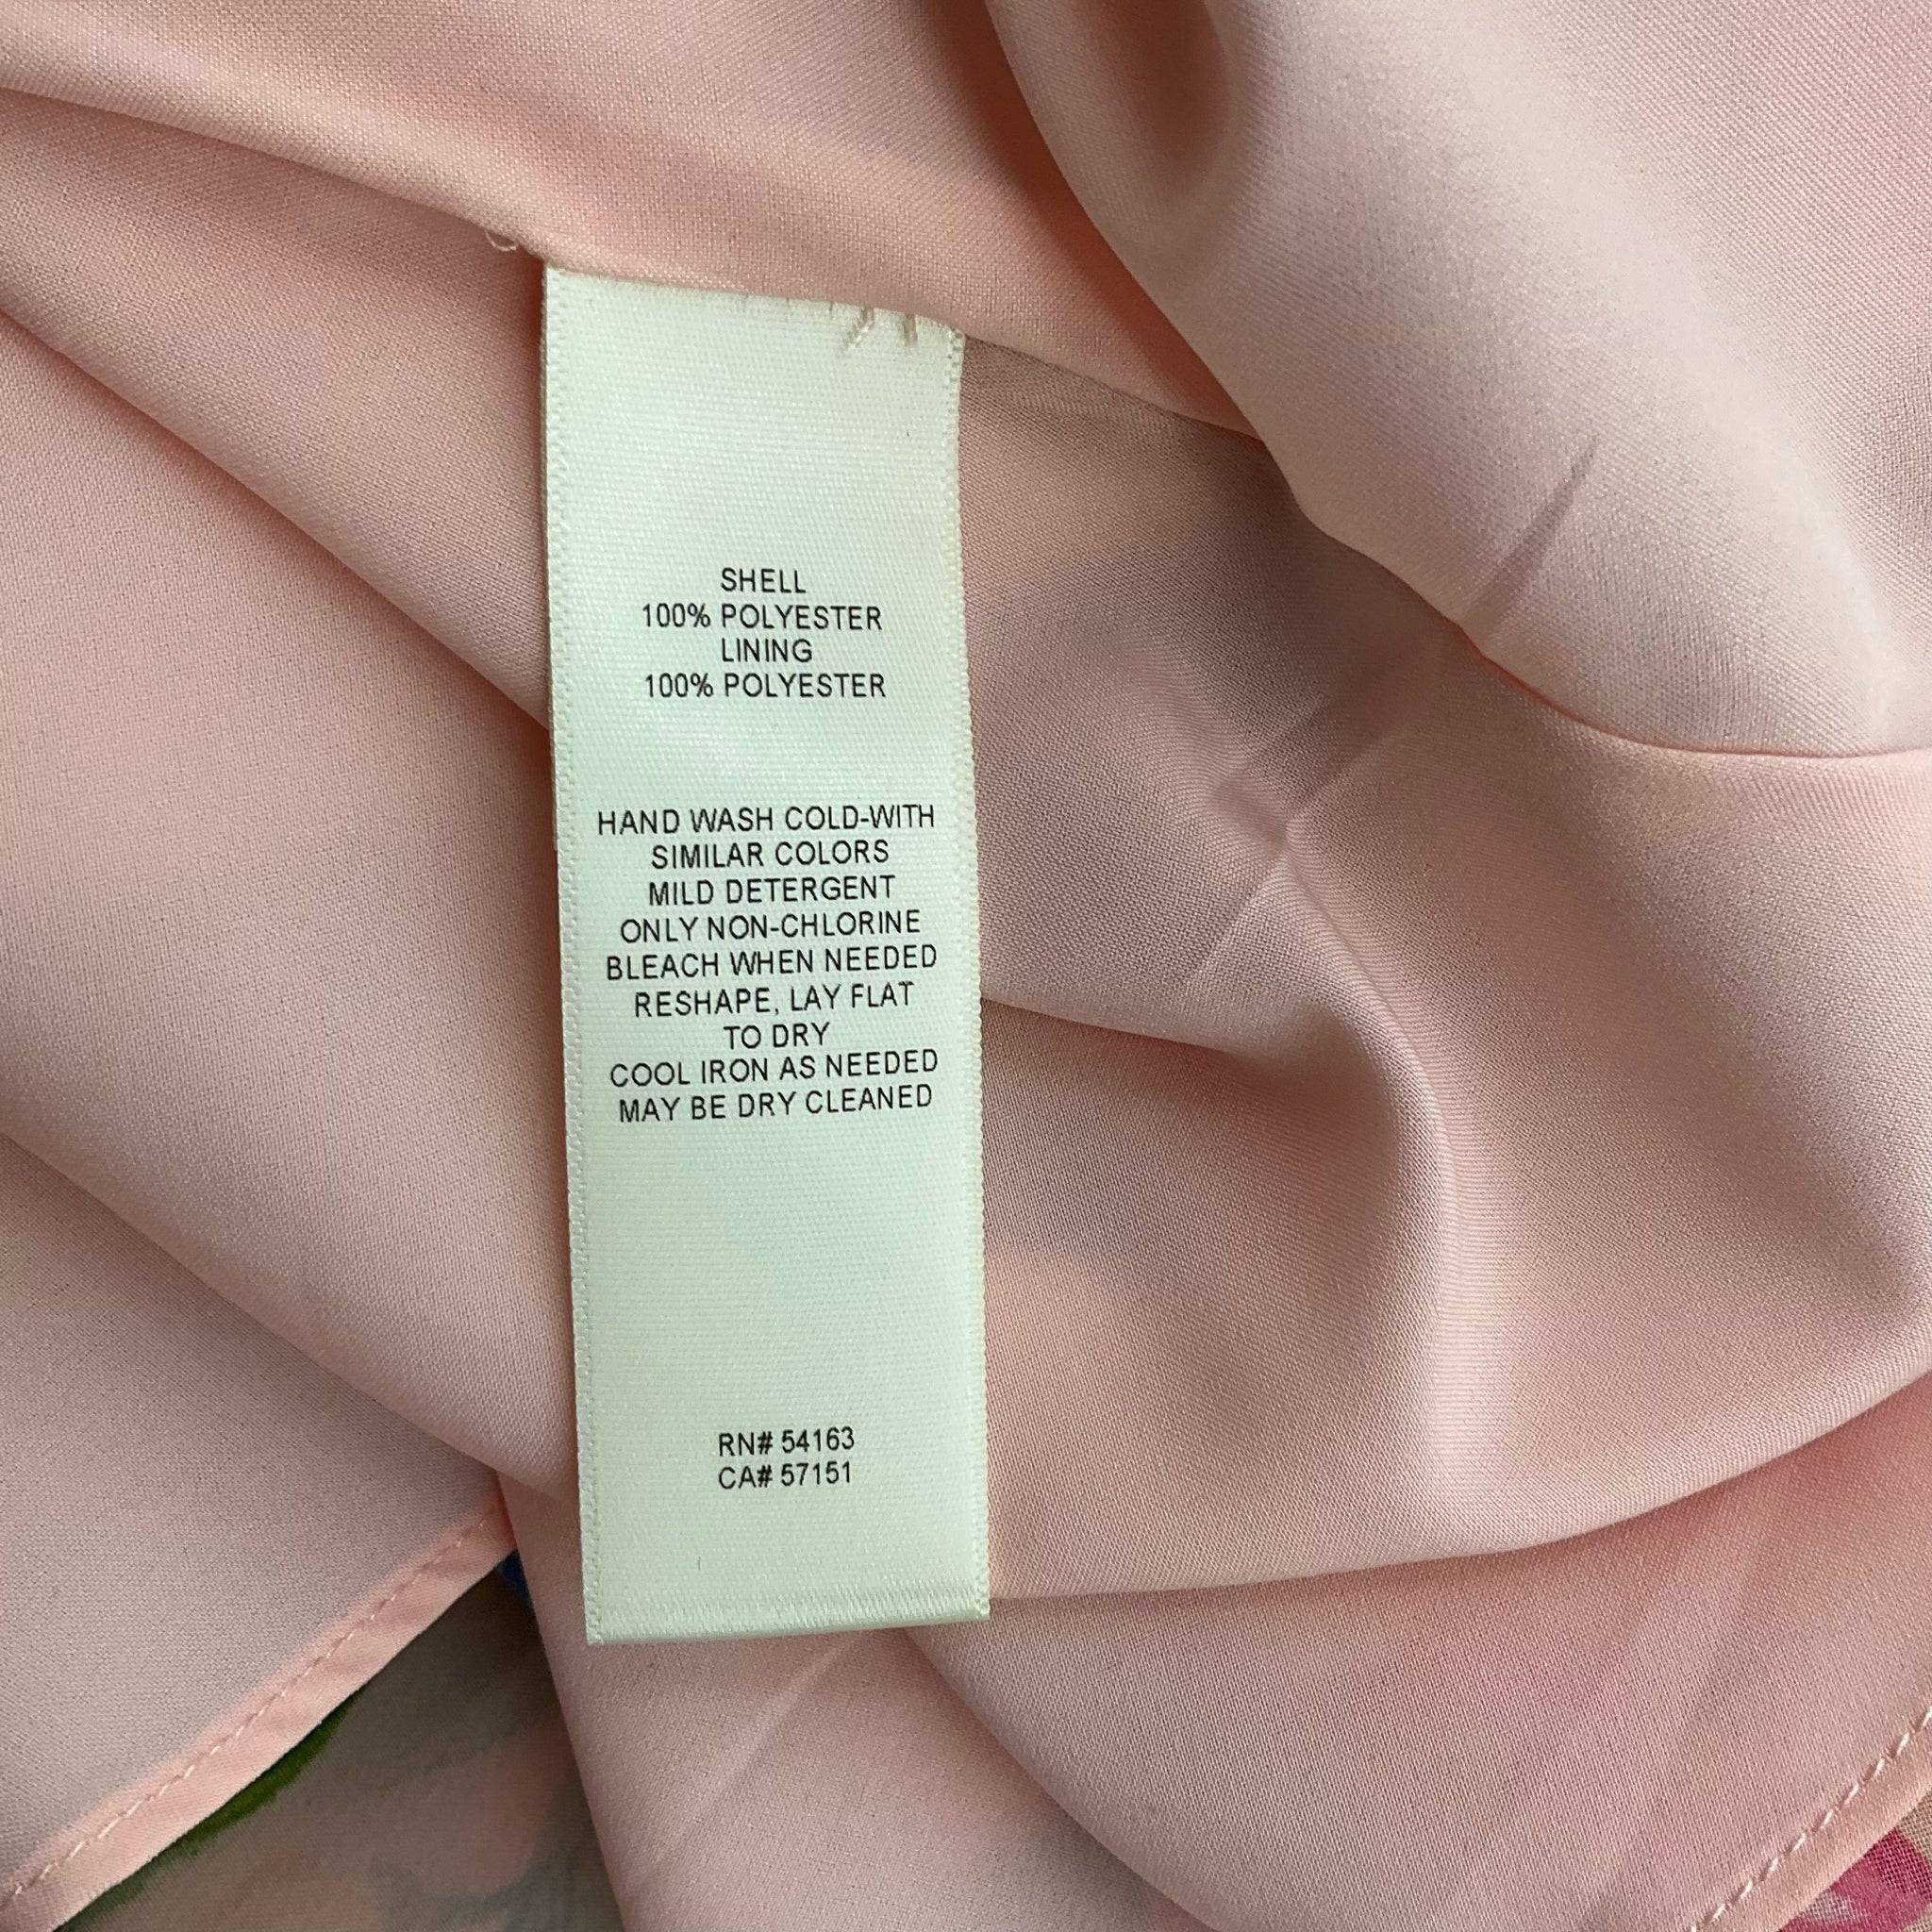 SHELL
100% POLYESTER
LINING
100% POLYESTER
HAND WASH COLD-WITH
SIMILAR COLORS
MILD DETERGENT
ONLY NON-CHLORINE
BLEACH WHEN NEEDED
RESHAPE, LAY FLAT
TO DRY
COOL IRON AS NEEDED
MAY BE DRY CLEANED
RN# 54163
CA# 57151